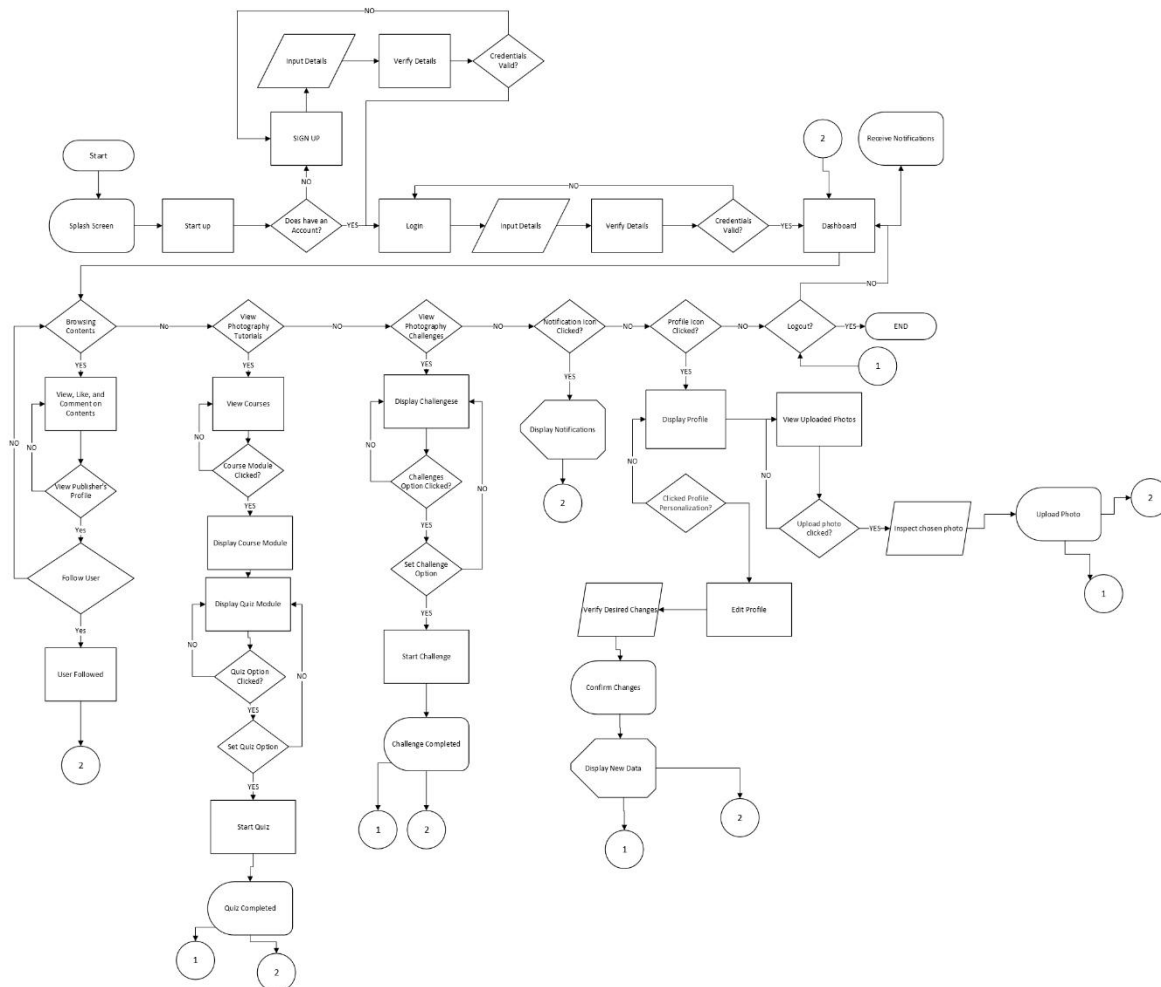 NO
Input Details
Verify Details
Credentials
Valid?
SIGN UP
NO
Start
2
Receive Notifications
NO
Splash Screen
Start up
Does have an
Account?
YES
Login
Input Details
Verify Details
Credentials
Valid?
YES
Dashboard
NO
Browsing
Contents
No
View
Photography
Tutorials
NO
View
Photography
Challenges
NO
Notification Icon
Clicked?
NO
Profile Icon
Clicked?
NO
Logout?
YES
END
1
YES
YES
YES
YES
YES
View, Like, and
Comment on
Contents
View Courses
Display Challengese
Display Notifications
Display Profile
View Uploaded Photos
NO
NO
NO
NO
NO
NO
NO
View Publisher's
Profile
Course Module
Clicked?
Challenges
Option Clicked?
2
Clicked Profile
Personalization?
Upload photo
clicked?
YES
Inspect chosen photo
Upload Photo
2
1
Yes
YES
YES
Follow User
Display Course Module
Set Challenge
Option
Display Quiz Module
Verify Desired Changes
Edit Profile
Yes
YES
NO
NO
User Followed
Quiz Option
Clicked?
Start Challenge
Confirm Changes
YES
2
Set Quiz Option
Challenge Completed
Display New Data
YES
1
2
2
1
Start Quiz
Quiz Completed
1
2